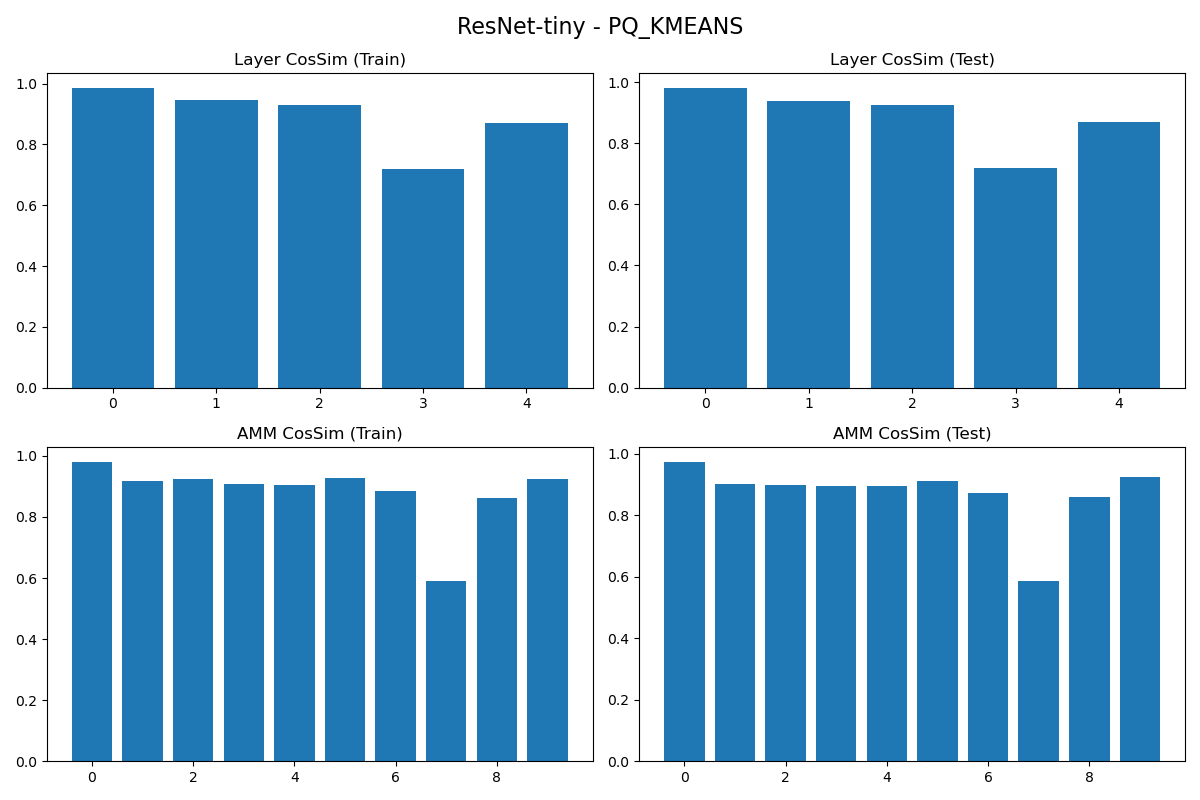 ResNet-tiny - PQ_KMEANS
Layer CosSim (Train)
1.0
0.8
0.6
0.4
0.2
0.0
0 1 2 3 4
Layer CosSim (Test)
1.0
0.8
0.6
0.4
0.2
0.0
0 1 2 3 4
AMM CosSim (Train)
1.0
0.8
0.6
0.4
0.2
0.0
0 2 4 6 8
AMM CosSim (Test)
1.0
0.8
0.6
0.4
0.2
0.0
0 2 4 6 8